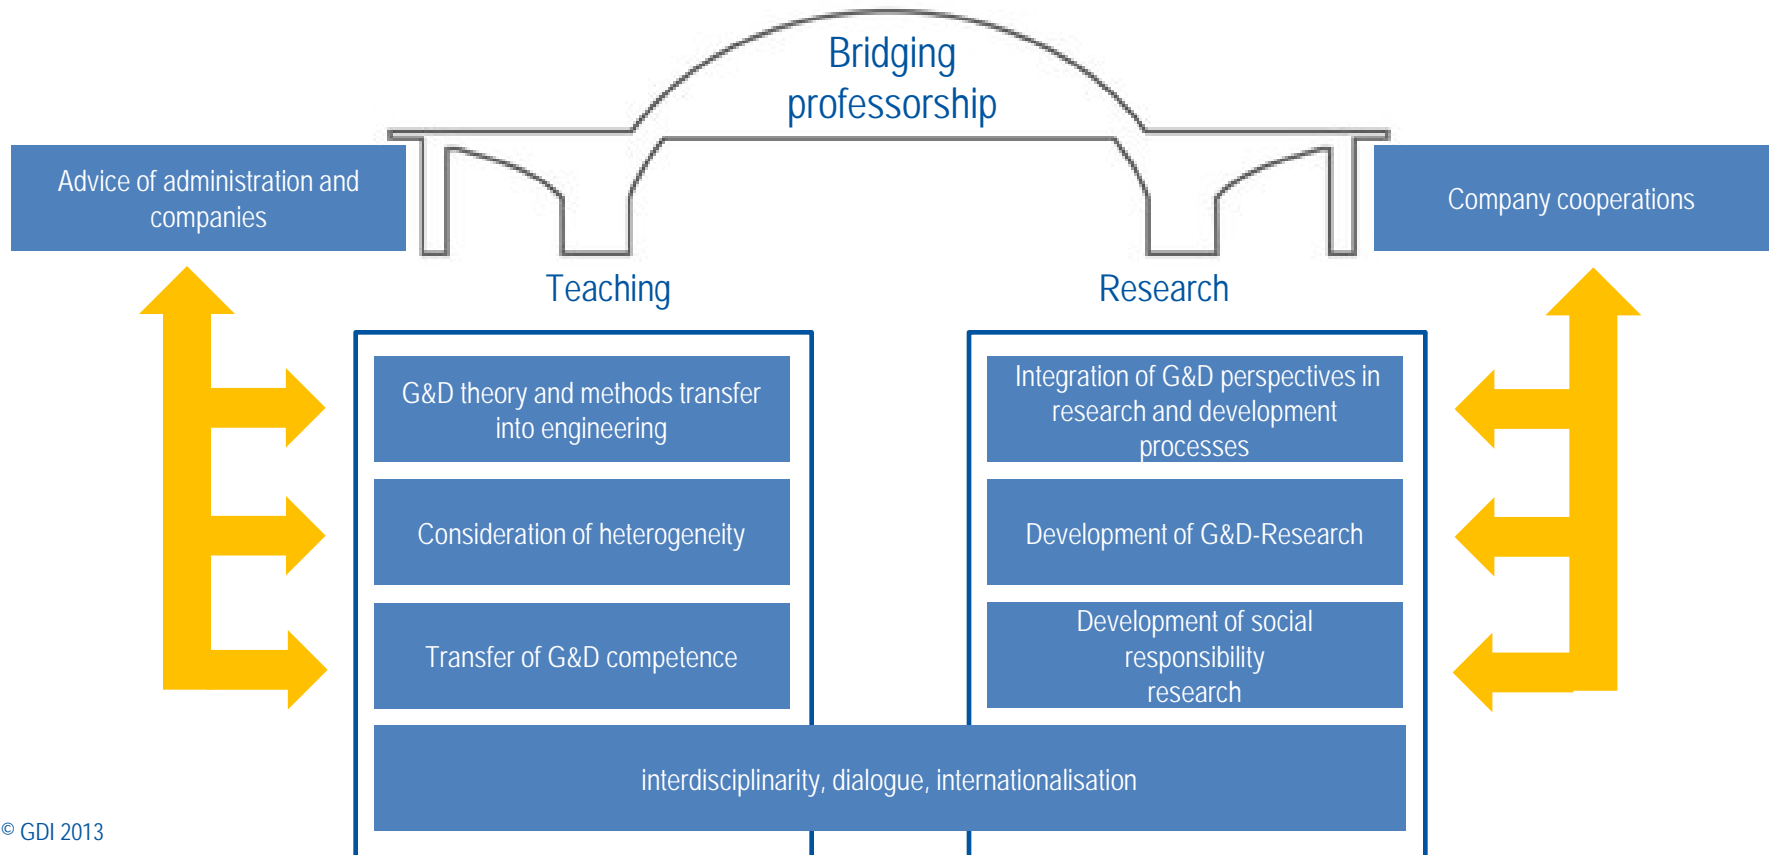 Bridging
professorship
Advice of administration and
companies
Company cooperations
Teaching
Research
G&D theory and methods transfer
into engineering
Integration of G&D perspectives in
research and development
processes
Consideration of heterogeneity
Development of G&D-Research
Transfer of G&D competence
Development of social
responsibility
research
interdisciplinarity, dialogue, internationalisation
© GDI 2013